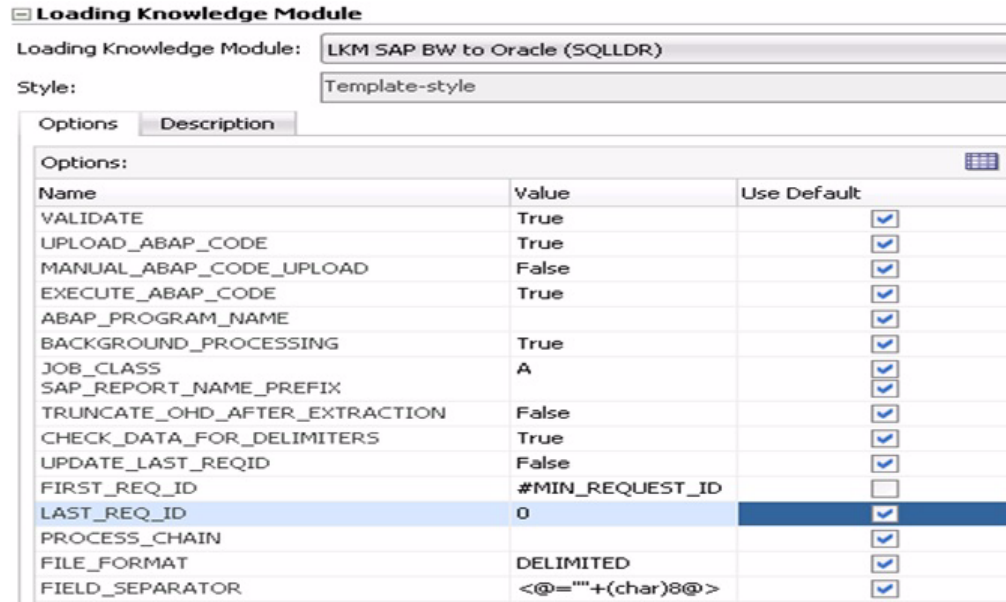 Loading Knowledge Module
Loading Knowledge Module: LKM SAP BW to Oracle (SQLLDR)
Style: Template-style
Options Description
Options:
Name Value Use Default
VALIDATE True
UPLOAD_ABAP_CODE True
MANUAL_ABAP_CODE_UPLOAD False
EXECUTE_ABAP_CODE True
ABAP_PROGRAM_NAME
BACKGROUND_PROCESSING True
JOB_CLASS A
SAP_REPORT_NAME_PREFIX
TRUNCATE_OHD_AFTER_EXTRACTION False
CHECK_DATA_FOR_DELIMITERS True
UPDATE_LAST_REQID False
FIRST_REQ_ID #MIN_REQUEST_ID
LAST_REQ_ID 0
PROCESS_CHAIN
FILE_FORMAT DELIMITED
FIELD_SEPARATOR <@=""+(char)8@>